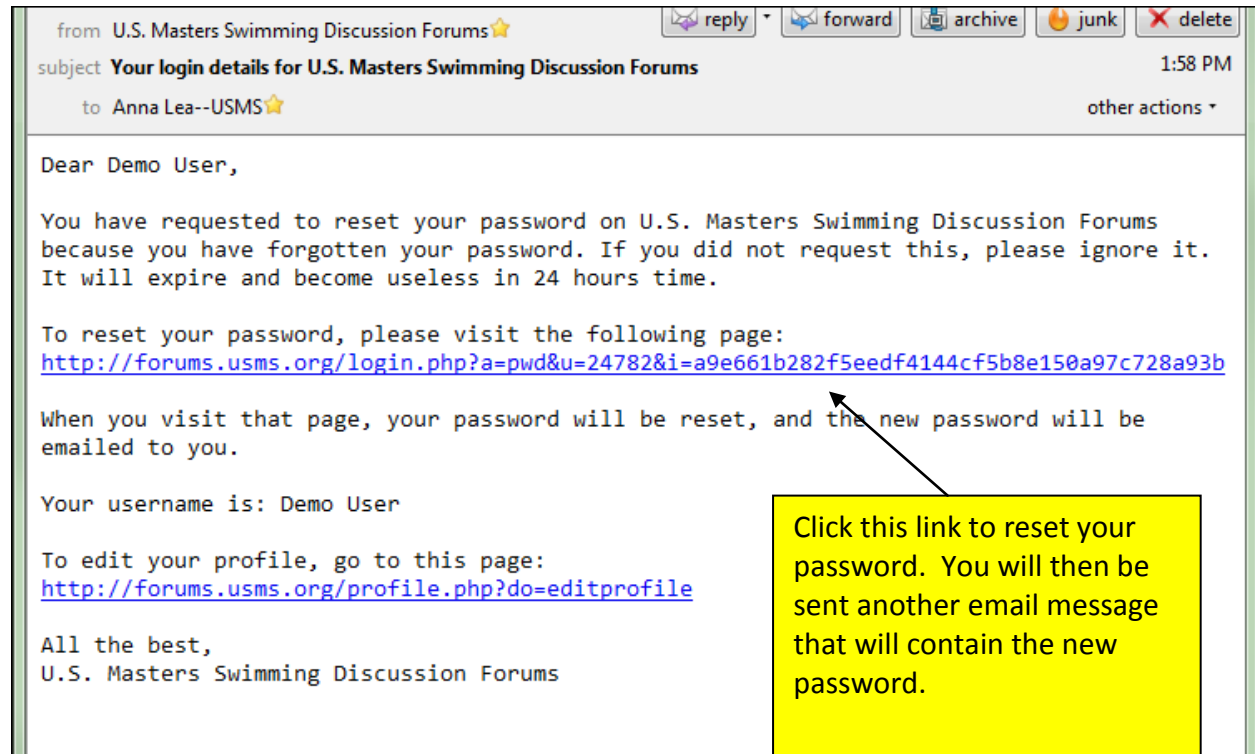 from U.S. Masters Swimming Discussion Forums
reply forward archive junk delete
subject Your login details for U.S. Masters Swimming Discussion Forums
1:58 PM
to Anna Lea--USMS
other actions
Dear Demo User,
You have requested to reset your password on U.S. Masters Swimming Discussion Forums
because you have forgotten your password. If you did not request this, please ignore it.
It will expire and become useless in 24 hours time.
To reset your password, please visit the following page:
http://forums.usms.org/login.php?a=pwd&u=24782&i=a9e661b282f5eedf4144cf5b8e150a97c728a93b
When you visit that page, your password will be reset, and the new password will be
emailed to you.
Your username is: Demo User
To edit your profile, go to this page:
http://forums.usms.org/profile.php?do=editprofile
All the best,
U.S. Masters Swimming Discussion Forums
Click this link to reset your
password. You will then be
sent another email message
that will contain the new
password.